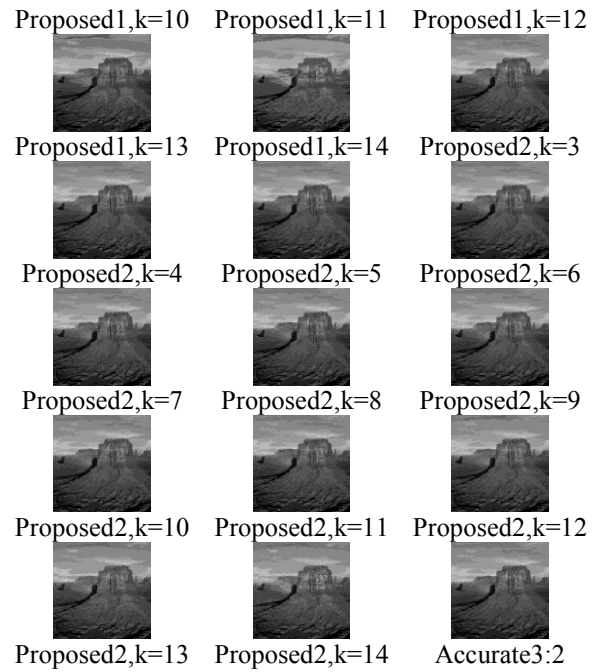 Proposed1,k=10 Proposed1,k=11 Proposed1,k=12
Proposed1,k=13 Proposed1,k=14 Proposed2,k=3
Proposed2,k=4 Proposed2,k=5 Proposed2,k=6
Proposed2,k=7 Proposed2,k=8 Proposed2,k=9
Proposed2,k=10 Proposed2,k=11 Proposed2,k=12
Proposed2,k=13 Proposed2,k=14 Accurate3:2